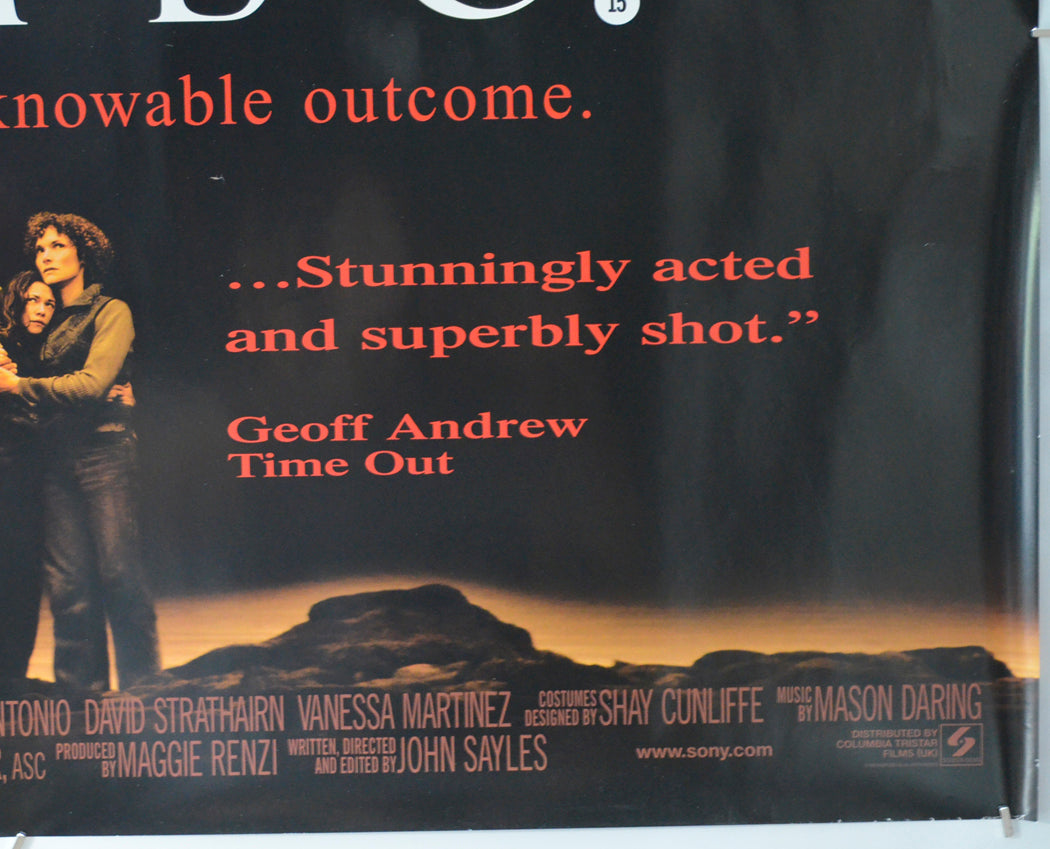 15
knowable outcome.
...Stunningly acted
and superbly shot.”
Geoff Andrew
Time Out
NTONIO DAVID STRATHAIRN VANESSA MARTINEZ COSTUMES DESIGNED BY SHAY CUNLIFFE MUSIC BY MASON DARING
, ASC PRODUCED BY MAGGIE RENZI WRITTEN, DIRECTED AND EDITED BY JOHN SAYLES
www.sony.com
DISTRIBUTED BY
COLUMBIA TRISTAR
FILMS (UK)